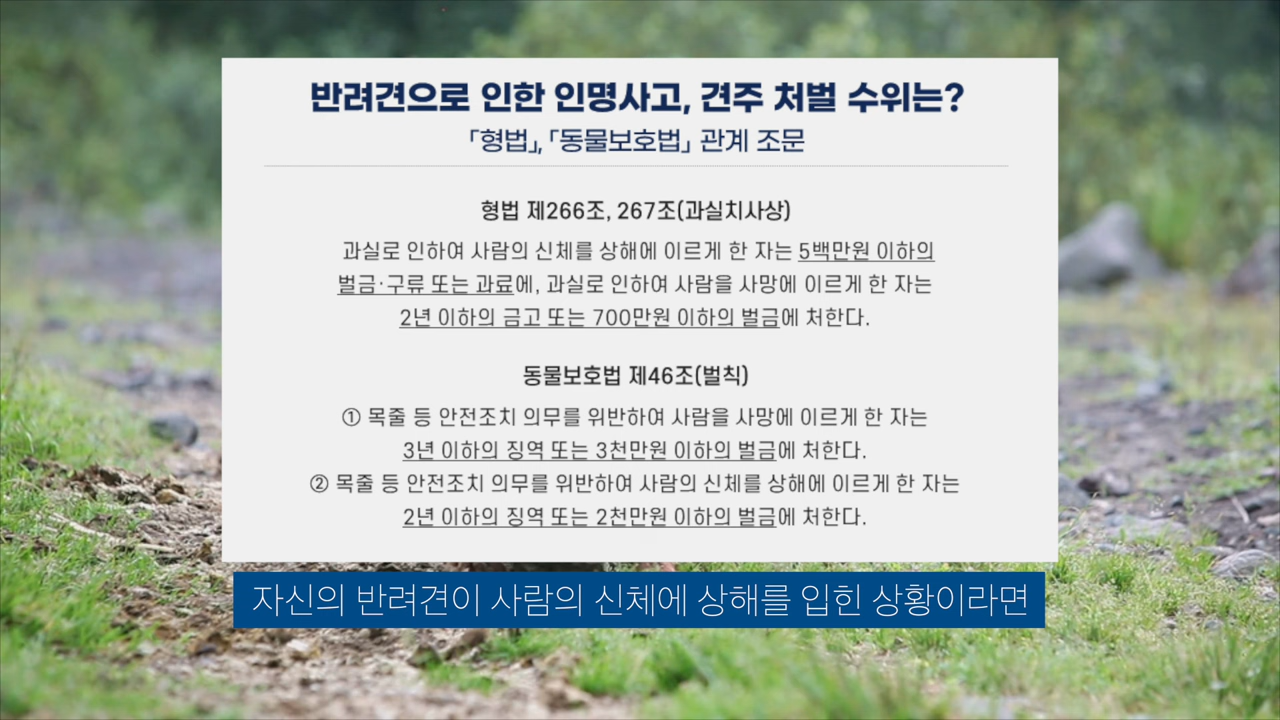 반려견으로 인한 인명사고, 견주 처벌 수위는?
「형법」, 「동물보호법」 관계 조문
형법 제266조, 267조(과실치사상)
과실로 인하여 사람의 신체를 상해에 이르게 한 자는 5백만원 이하의
벌금·구류 또는 과료에, 과실로 인하여 사람을 사망에 이르게 한 자는
2년 이하의 금고 또는 700만원 이하의 벌금에 처한다.
동물보호법 제46조(벌칙)
① 목줄 등 안전조치 의무를 위반하여 사람을 사망에 이르게 한 자는
3년 이하의 징역 또는 3천만원 이하의 벌금에 처한다.
② 목줄 등 안전조치 의무를 위반하여 사람의 신체를 상해에 이르게 한 자는
2년 이하의 징역 또는 2천만원 이하의 벌금에 처한다.
자신의 반려견이 사람의 신체에 상해를 입힌 상황이라면